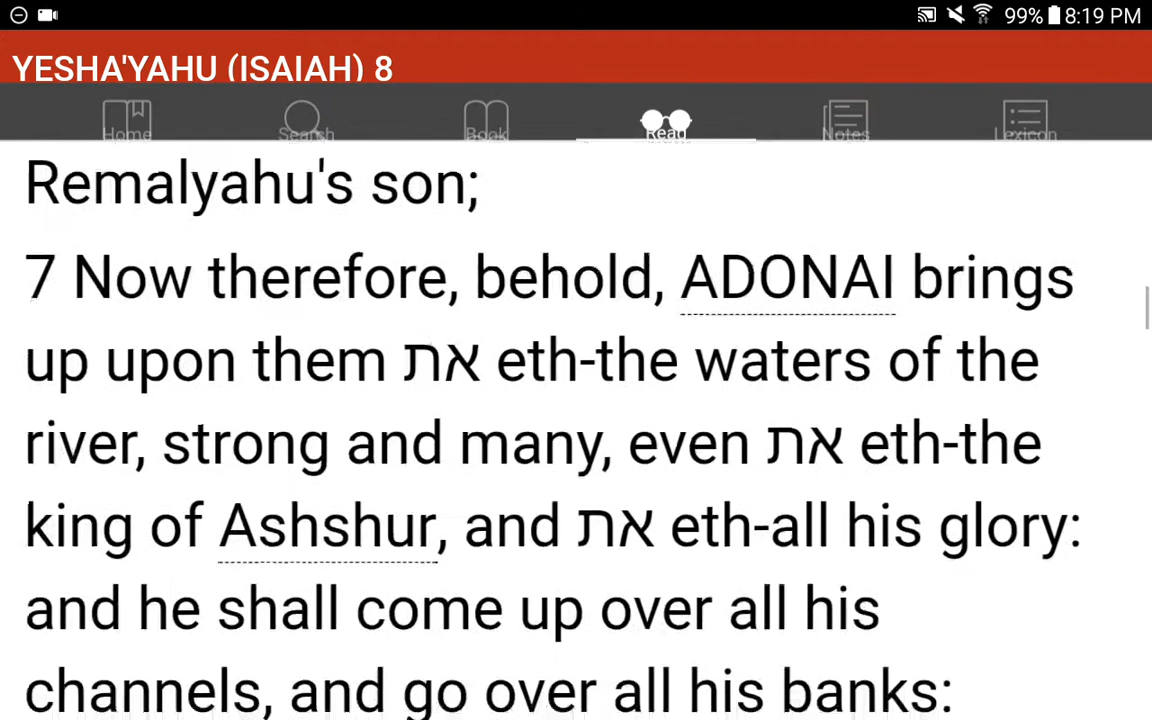 99% 8:19 PM
YESHA'YAHU (ISAIAH) 8
Home Search Book Read Notes Lexicon
Remalyahu's son;
7 Now therefore, behold, ADONAI brings
up upon them את eth-the waters of the
river, strong and many, even את eth-the
king of Ashshur, and את eth-all his glory:
and he shall come up over all his
channels, and go over all his banks: